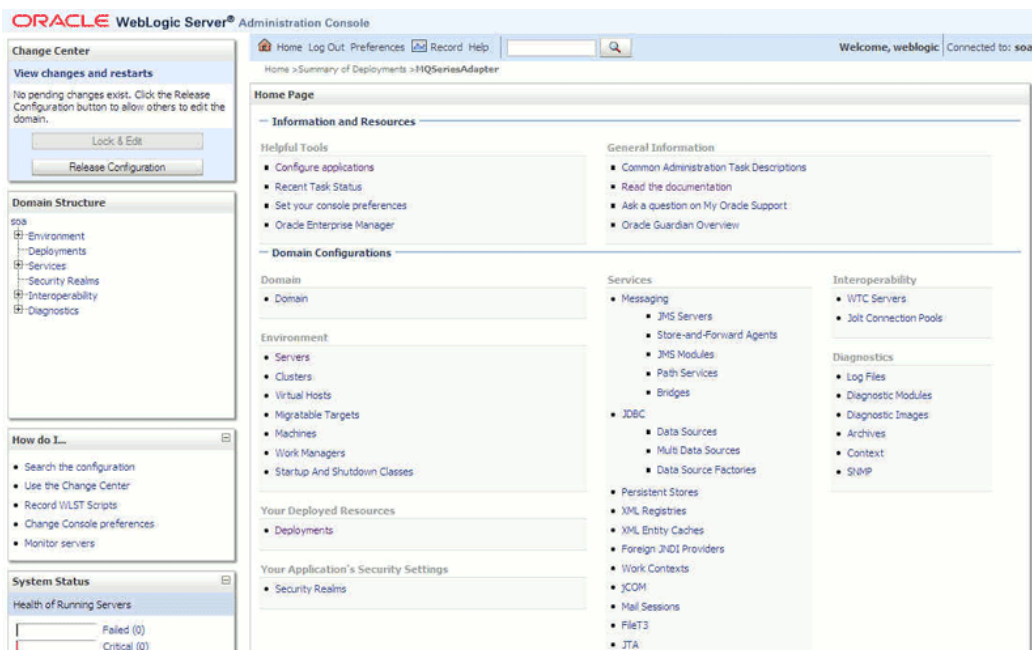 ORACLE WebLogic Server® Administration Console
Change Center
View changes and restarts
No pending changes exist. Click the Release
Configuration button to allow others to edit the
domain.
Lock & Edit
Release Configuration
Domain Structure
soa
Environment
Deployments
Services
Security Realms
Interoperability
Diagnostics
How do I...
Search the configuration
Use the Change Center
Record WLST Scripts
Change Console preferences
Monitor servers
System Status
Health of Running Servers
Failed (0)
Critical (0)
Home Log Out Preferences Record Help
Welcome, weblogic Connected to: soa
Home >Summary of Deployments >MQSeriesAdapter
Home Page
Information and Resources
Helpful Tools
Configure applications
Recent Task Status
Set your console preferences
Oracle Enterprise Manager
General Information
Common Administration Task Descriptions
Read the documentation
Ask a question on My Oracle Support
Oracle Guardian Overview
Domain Configurations
Domain
Domain
Environment
Servers
Clusters
Virtual Hosts
Migratable Targets
Machines
Work Managers
Startup And Shutdown Classes
Your Deployed Resources
Deployments
Your Application's Security Settings
Security Realms
Services
Messaging
JMS Servers
Store-and-Forward Agents
JMS Modules
Path Services
Bridges
JDBC
Data Sources
Multi Data Sources
Data Source Factories
Persistent Stores
XML Registries
XML Entity Caches
Foreign JNDI Providers
Work Contexts
jCOM
Mail Sessions
FileT3
JTA
Interoperability
WTC Servers
Jolt Connection Pools
Diagnostics
Log Files
Diagnostic Modules
Diagnostic Images
Archives
Context
SNMP